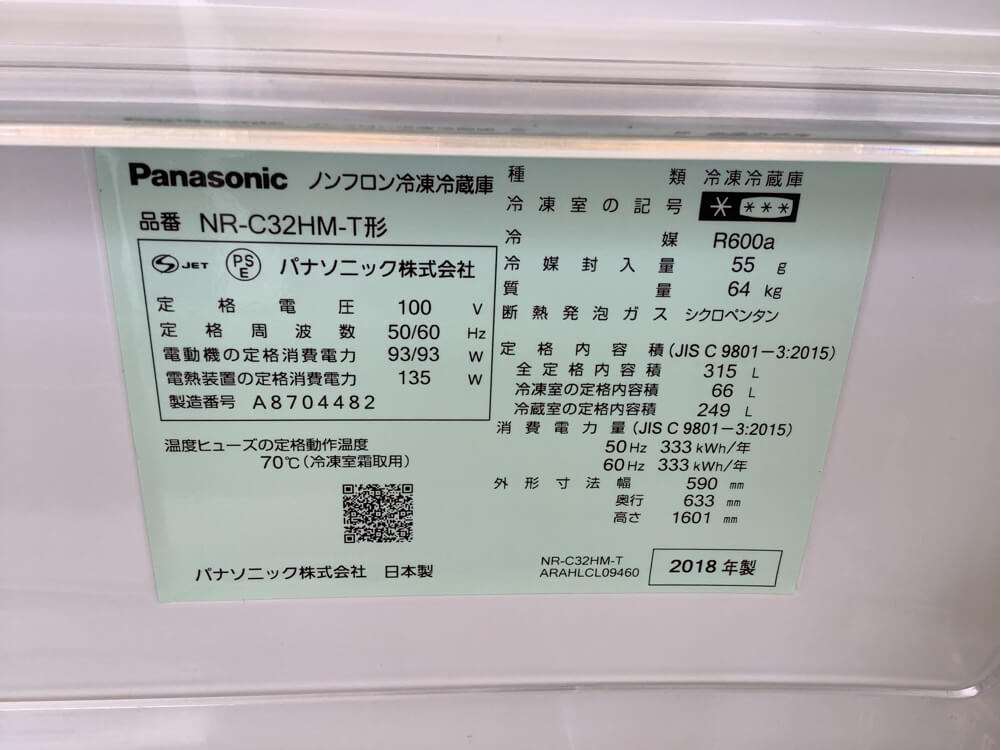 Panasonic ノンフロン冷凍冷蔵庫
品番 NR-C32HM-T形
JET PSE パナソニック株式会社
定格電圧 100 V
定格周波数 50/60 Hz
電動機の定格消費電力 93/93 W
電熱装置の定格消費電力 135 W
製造番号 A8704482
温度ヒューズの定格動作温度
70℃(冷凍室霜取用)
パナソニック株式会社 日本製
種類 冷凍冷蔵庫
冷凍室の記号 * ***
冷媒 R600a
冷媒封入量 55 g
質量 64 kg
断熱発泡ガス シクロペンタン
定格内容積(JIS C 9801-3:2015)
全定格内容積 315 L
冷凍室の定格内容積 66 L
冷蔵室の定格内容積 249 L
消費電力量(JIS C 9801-3:2015)
50Hz 333 kWh/年
60Hz 333 kWh/年
外形寸法幅 590 mm
奥行 633 mm
高さ 1601 mm
NR-C32HM-T
ARAHLCL09460
2018 年製